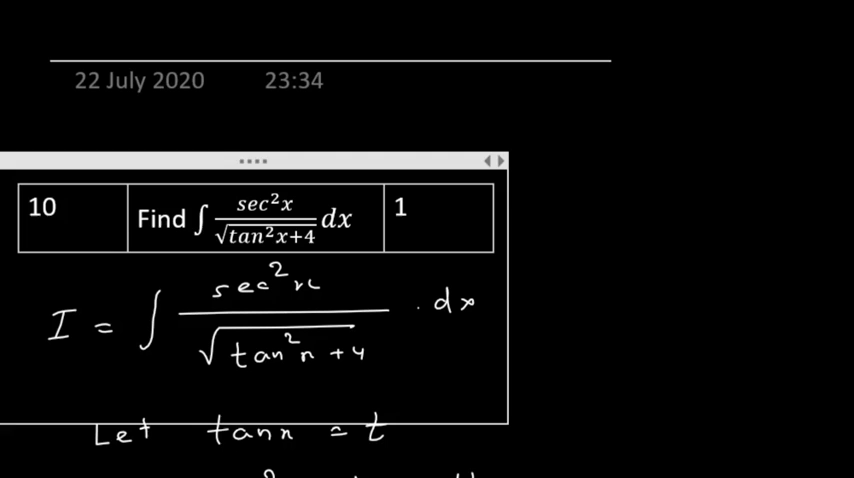 22 July 2020 23:34
10 Find ∫ sec²x / √(tan²x+4) dx 1
I = ∫ sec²x / √(tan²x + 4) . dx
Let tanx = t